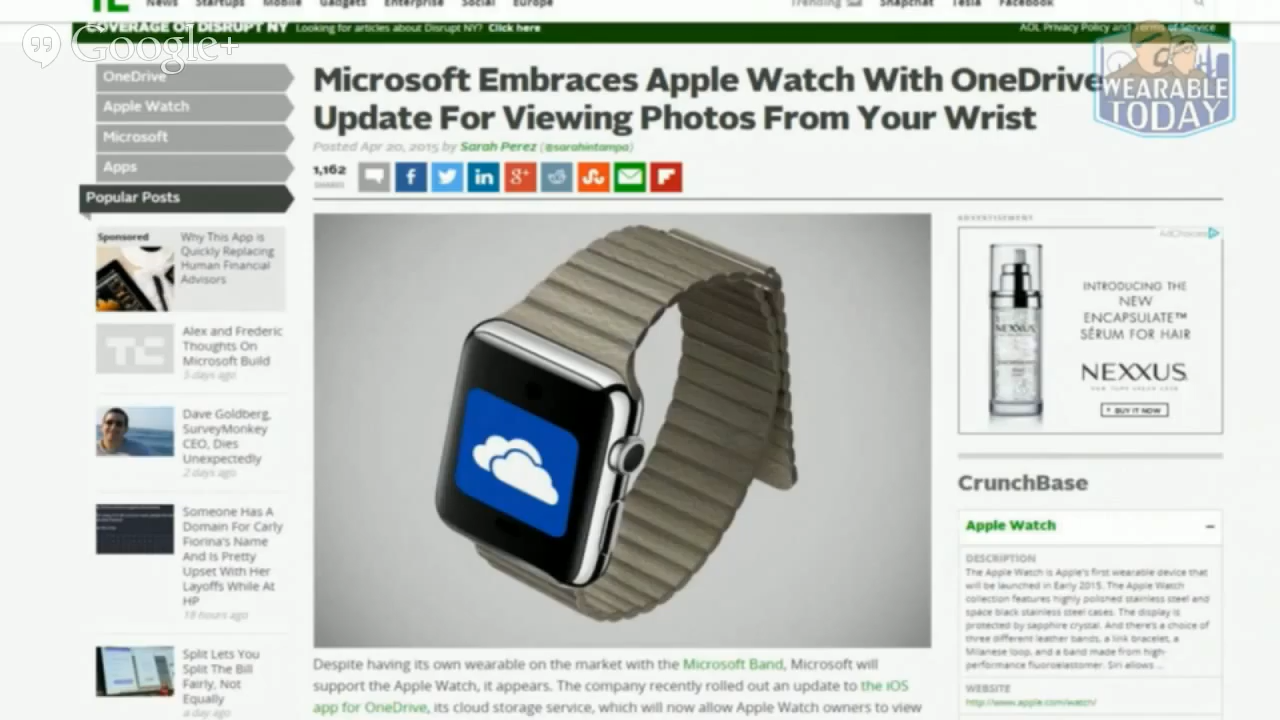 News Startups Mobile Gadgets Enterprise Social Europe
Trending Snapchat Tesla Facebook
COVERAGE OF DISRUPT NY Looking for articles about Disrupt NY? Click here
AOL Privacy Policy and Terms of Service
Google+
WEARABLE
TODAY
OneDrive
Apple Watch
Microsoft
Apps
Popular Posts
Microsoft Embraces Apple Watch With OneDrive
Update For Viewing Photos From Your Wrist
Posted Apr 20, 2015 by Sarah Perez (@sarahintampa)
1,162
SHARES
Sponsored
Why This App is
Quickly Replacing
Human Financial
Advisors
TC
Alex and Frederic
Thoughts On
Microsoft Build
3 days ago
Dave Goldberg,
SurveyMonkey
CEO, Dies
Unexpectedly
2 days ago
Someone Has A
Domain For Carly
Fiorina's Name
And Is Pretty
Upset With Her
Layoffs While At
HP
18 hours ago
Split Lets You
Split The Bill
Fairly, Not
Equally
a day ago
Despite having its own wearable on the market with the Microsoft Band, Microsoft will
support the Apple Watch, it appears. The company recently rolled out an update to the iOS
app for OneDrive, its cloud storage service, which will now allow Apple Watch owners to view
ADVERTISEMENT
AdChoices
NEXXUS
INTRODUCING THE
NEW
ENCAPSULATE™
SÉRUM FOR HAIR
NEXXUS
BUY IT NOW
CrunchBase
Apple Watch
DESCRIPTION
The Apple Watch is Apple's first wearable device that
will be launched in Early 2015. The Apple Watch
collection features highly polished stainless steel and
space black stainless steel cases. The display is
protected by sapphire crystal. And there's a choice of
three different leather bands, a link bracelet, a
Milanese loop, and a band made from high-
performance fluoroelastomer. Siri allows ...
WEBSITE
http://www.apple.com/watch/